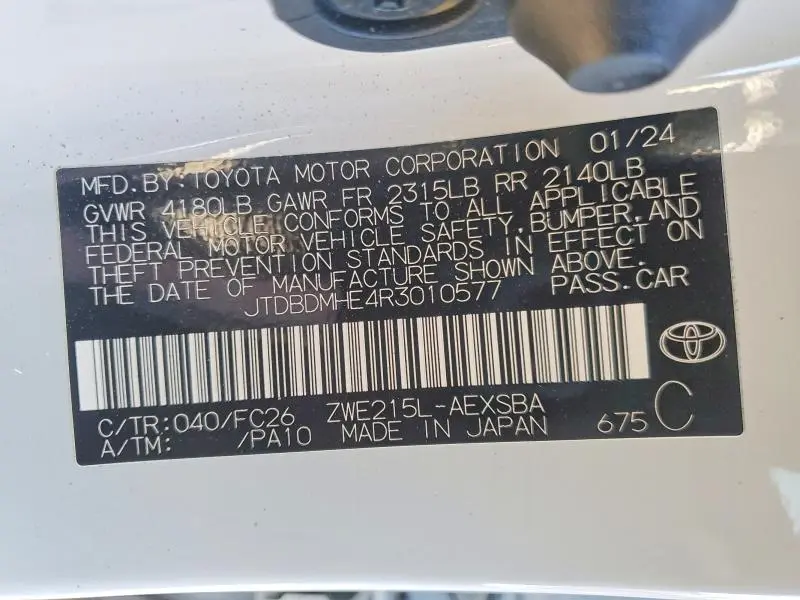 MFD. BY: TOYOTA MOTOR CORPORATION 01/24
GVWR 4180LB GAWR FR 2315LB RR 2140LB
THIS VEHICLE CONFORMS TO ALL APPLICABLE
FEDERAL MOTOR VEHICLE SAFETY, BUMPER, AND
THEFT PREVENTION STANDARDS IN EFFECT ON
THE DATE OF MANUFACTURE SHOWN ABOVE.
JTDBDMHE4R3010577 PASS. CAR
C/TR: 040/FC26 ZWE215L-AEXSBA
A/TM: /PA10 MADE IN JAPAN 675 C